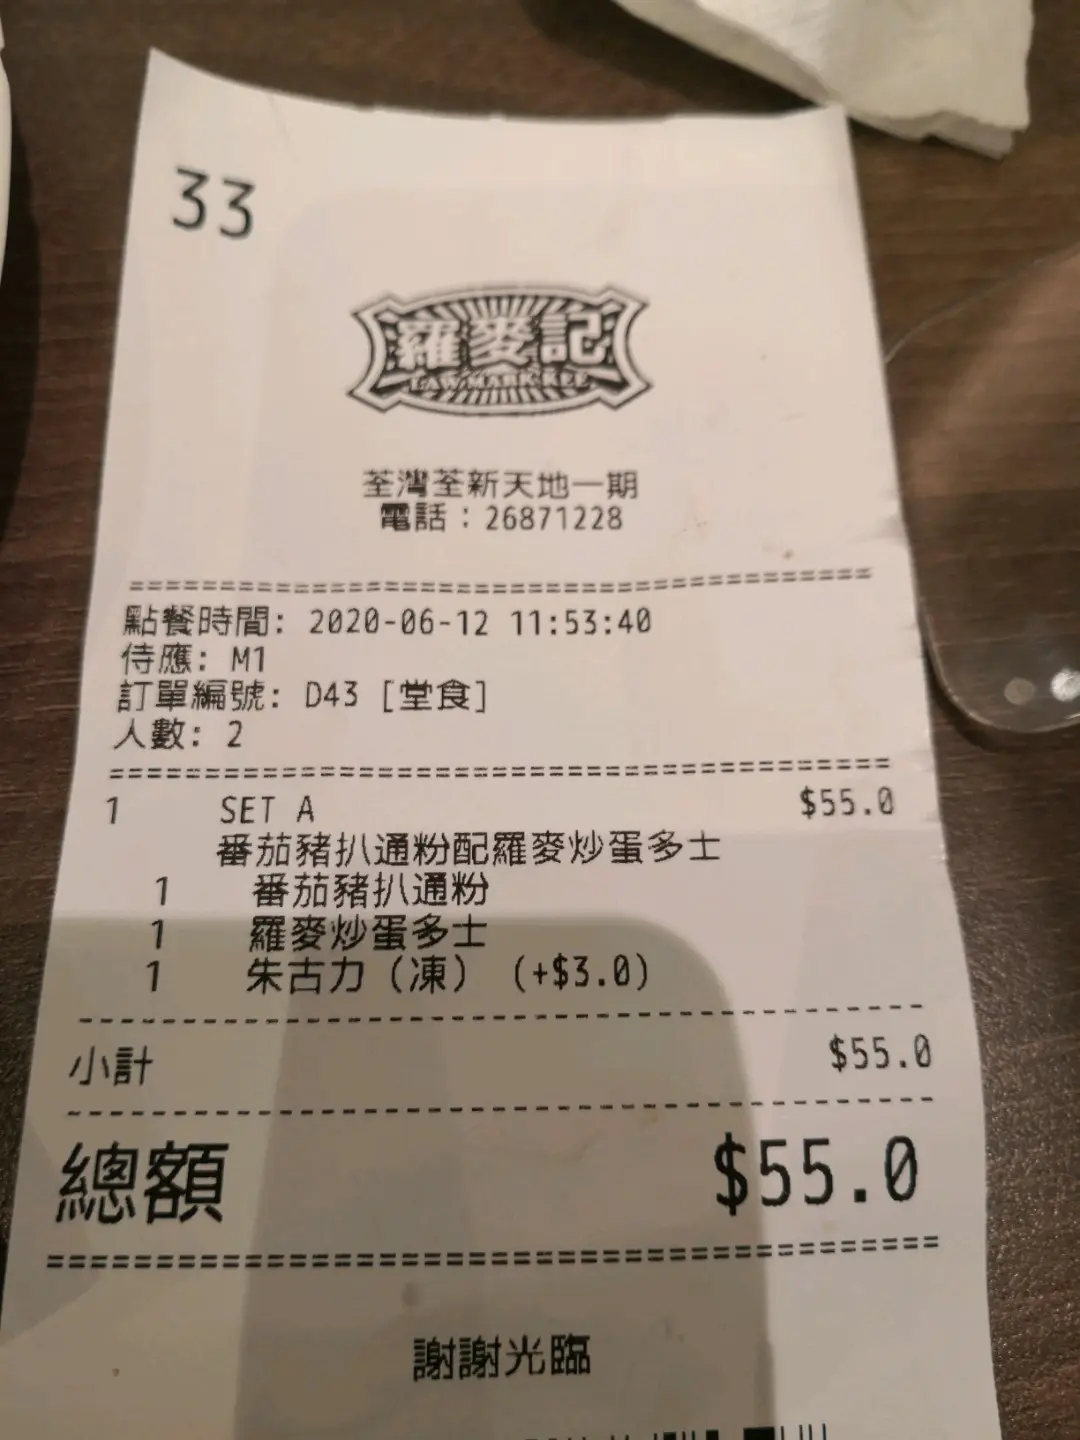 33
羅麥記
LAW MARK KEE
荃灣荃新天地一期
電話：26871228
========================================
點餐時間: 2020-06-12 11:53:40
侍應: M1
訂單編號: D43 [堂食]
人數: 2
========================================
1 SET A $55.0
番茄豬扒通粉配羅麥炒蛋多士
1 番茄豬扒通粉
1 羅麥炒蛋多士
1 朱古力（凍） (+$3.0)
----------------------------------------
小計 $55.0
----------------------------------------
總額 $55.0
========================================
謝謝光臨